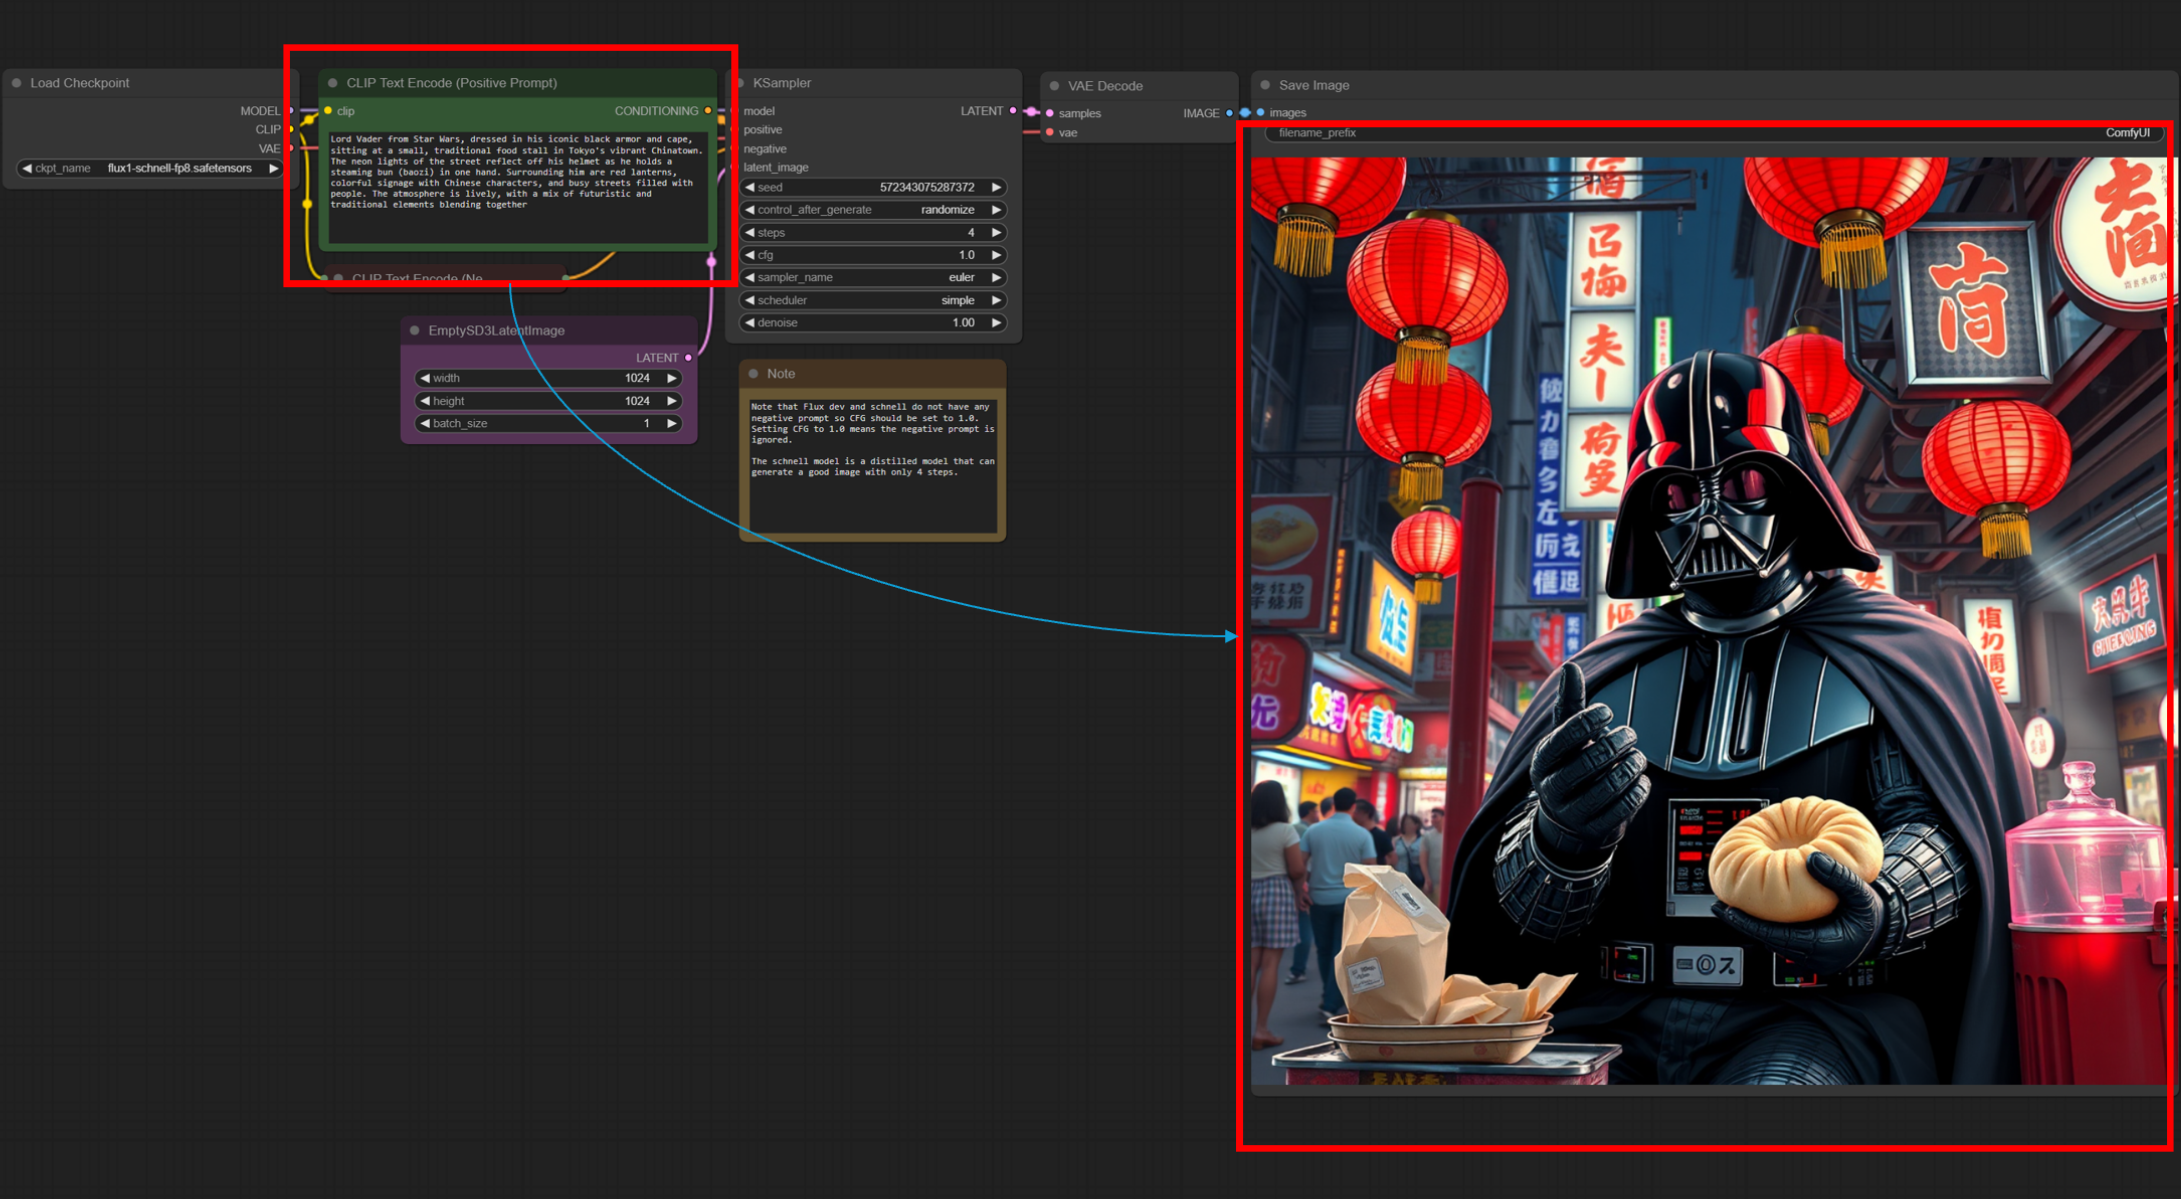 Load Checkpoint
MODEL
CLIP
VAE
ckpt_name flux1-schnell-fp8.safetensors
CLIP Text Encode (Positive Prompt)
clip CONDITIONING
Lord Vader from Star Wars, dressed in his iconic black armor and cape,
sitting at a small, traditional food stall in Tokyo's vibrant Chinatown.
The neon lights of the street reflect off his helmet as he holds a
steaming bun (baozi) in one hand. Surrounding him are red lanterns,
colorful signage with Chinese characters, and busy streets filled with
people. The atmosphere is lively, with a mix of futuristic and
traditional elements blending together
CLIP Text Encode (Ne
EmptySD3LatentImage
LATENT
width 1024
height 1024
batch_size 1
KSampler
model LATENT
positive
negative
latent_image
seed 572343075287372
control_after_generate randomize
steps 4
cfg 1.0
sampler_name euler
scheduler simple
denoise 1.00
Note
Note that Flux dev and schnell do not have any
negative prompt so CFG should be set to 1.0.
Setting CFG to 1.0 means the negative prompt is
ignored.
The schnell model is a distilled model that can
generate a good image with only 4 steps.
VAE Decode
samples IMAGE
vae
Save Image
images
filename_prefix ComfyUI